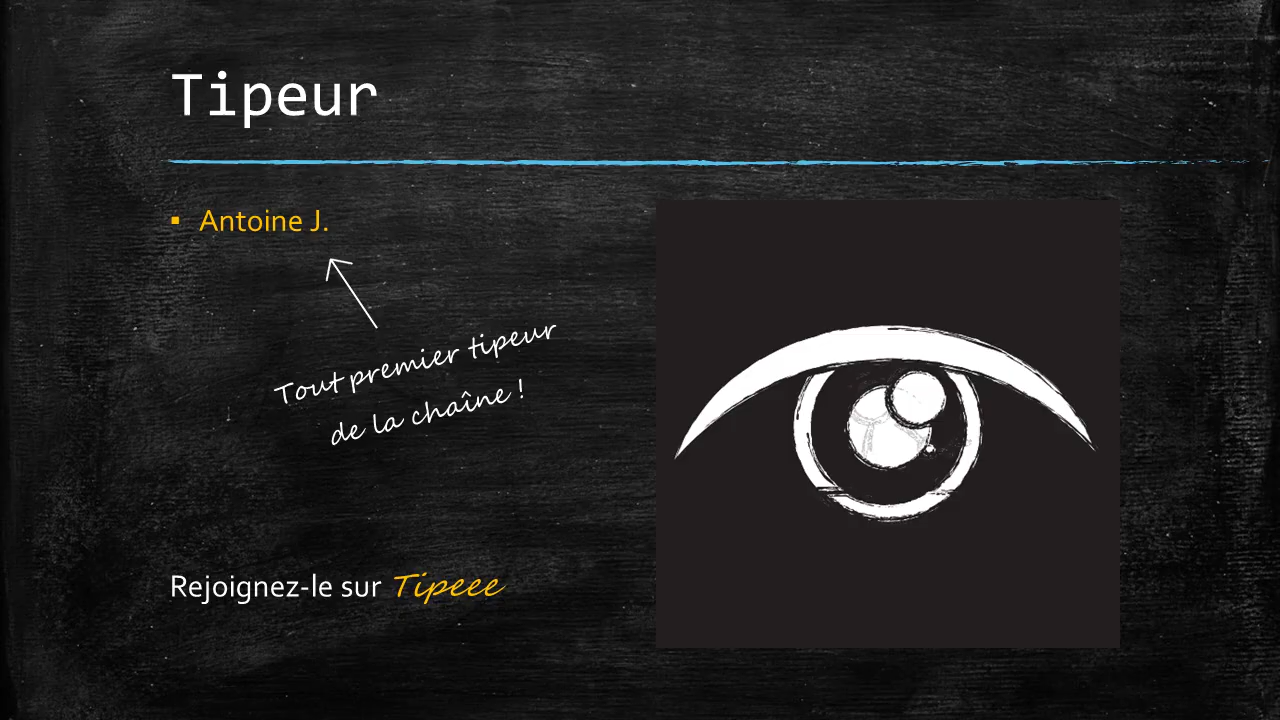 Tipeur
▪ Antoine J.
Tout premier tipeur
de la chaîne !
Rejoignez-le sur Tipeee